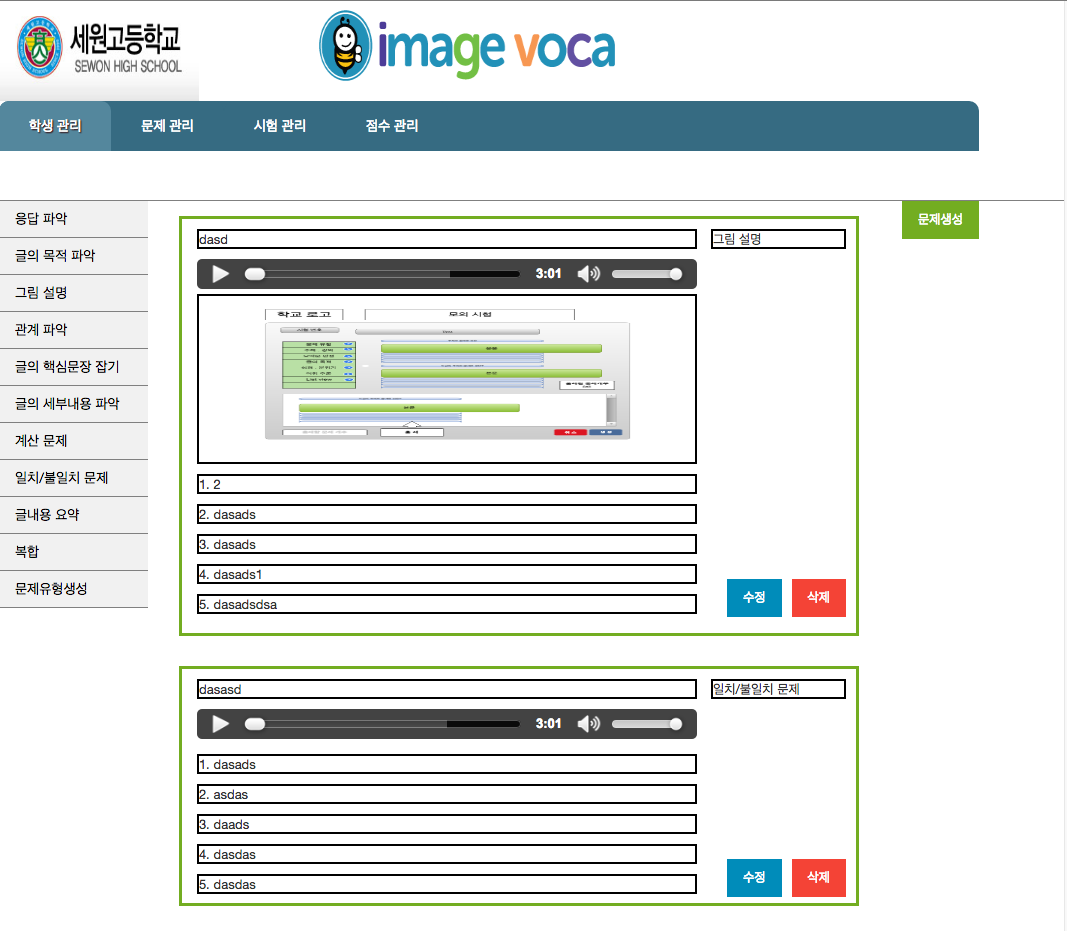 세원고등학교
SEWON HIGH SCHOOL
image voca
학생 관리
문제 관리
시험 관리
점수 관리
응답 파악
글의 목적 파악
그림 설명
관계 파악
글의 핵심문장 잡기
글의 세부내용 파악
계산 문제
일치/불일치 문제
글내용 요약
복합
문제유형생성
문제생성
dasd
그림 설명
3:01
학교 로고
모의 시험
1. 2
2. dasads
3. dasads
4. dasads1
5. dasadsdsa
수정
삭제
dasasd
일치/불일치 문제
3:01
1. dasads
2. asdas
3. daads
4. dasdas
5. dasdas
수정
삭제